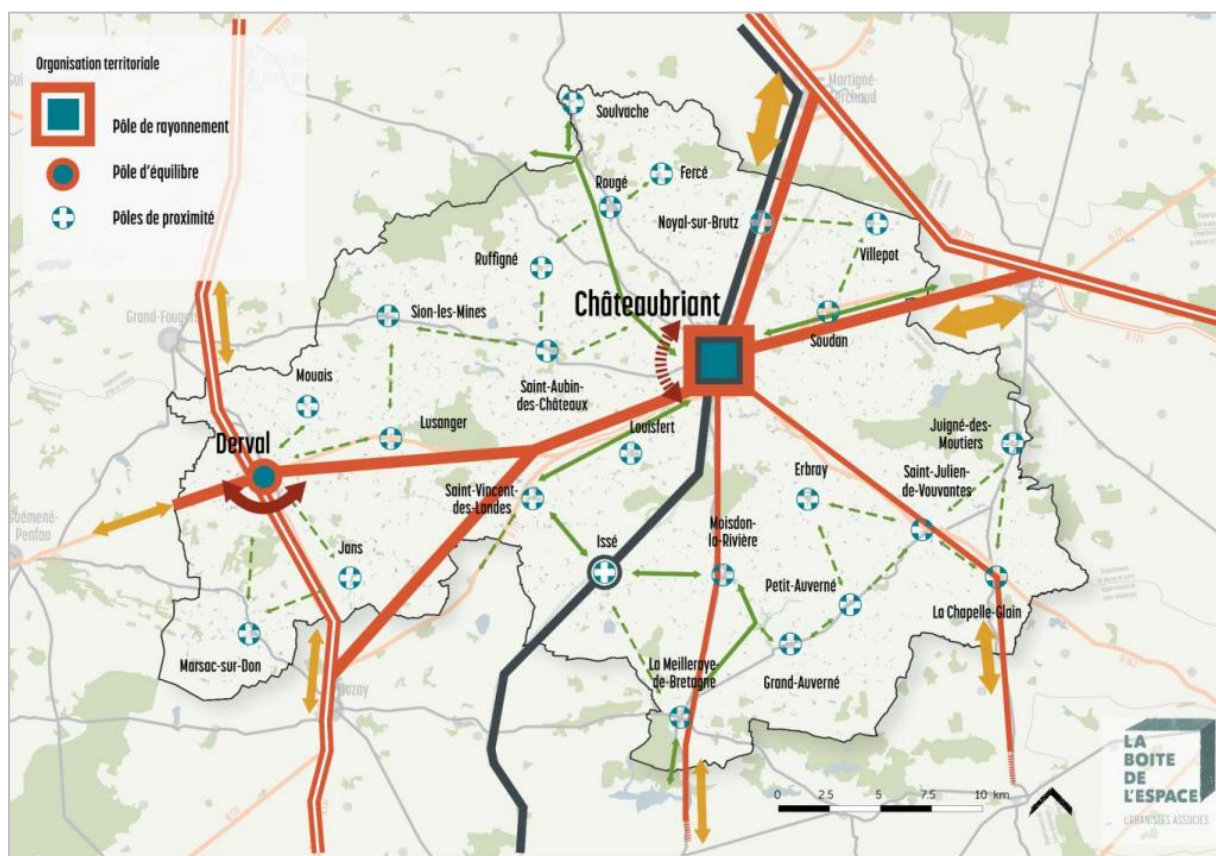 Organisation territoriale
Pôle de rayonnement
Pôle d'équilibre
Pôles de proximité
Soulvache
Fercé
Rougé
Noyal-sur-Brutz
Villepot
Ruffigné
Châteaubriant
Sion-les-Mines
Soudan
Grand-Fougeray
Mouais
Saint-Aubin-
des-Châteaux
Lusanger
Louisfert
Juigné-des-
Moutiers
Derval
Erbray
Saint-Julien-
de-Vouvantes
Saint-Vincent-
des-Landes
Moisdon-
la-Rivière
Issé
Jans
Petit-Auverné
La Chapelle-Glain
Marsac-sur-Don
La Meilleraye-
de-Bretagne
Grand-Auverné
0 2.5 5 7.5 10 km
LA
BOITE
DE
L'ESPACE
URBANISTES ASSOCIES